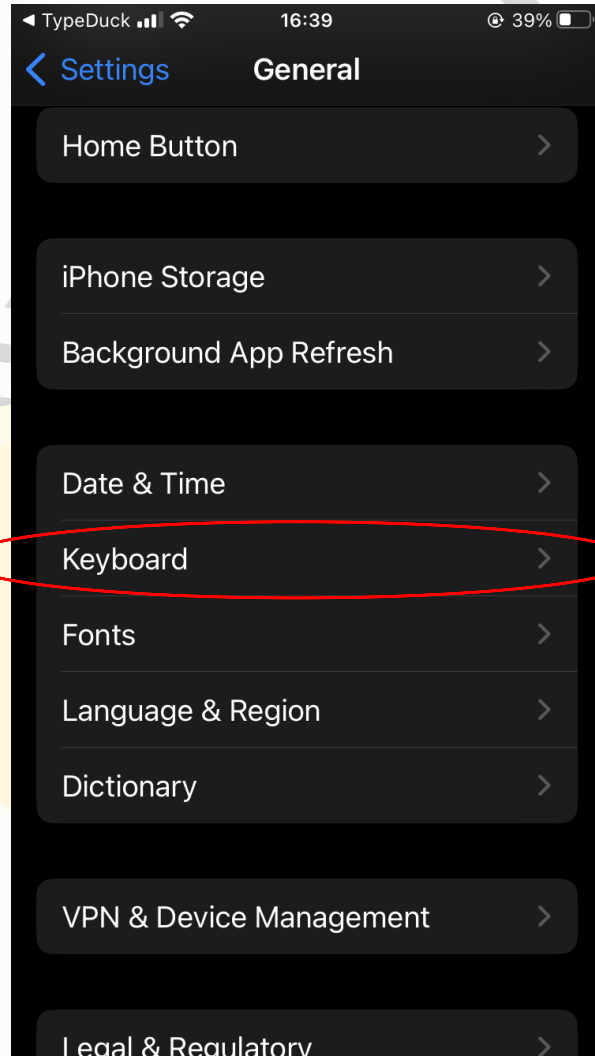 TypeDuck 16:39 39%
Settings General
Home Button
iPhone Storage
Background App Refresh
Date & Time
Keyboard
Fonts
Language & Region
Dictionary
VPN & Device Management
Legal & Regulatory